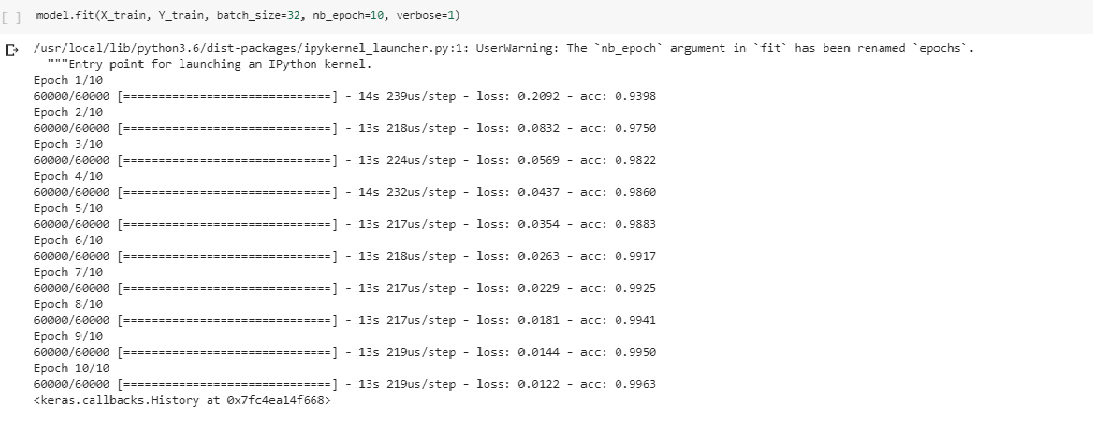 [ ] model.fit(X_train, Y_train, batch_size=32, nb_epoch=10, verbose=1)
/usr/local/lib/python3.6/dist-packages/ipykernel_launcher.py:1: UserWarning: The `nb_epoch` argument in `fit` has been renamed `epochs`.
"""Entry point for launching an IPython kernel.
Epoch 1/10
60000/60000 [==============================] - 14s 239us/step - loss: 0.2092 - acc: 0.9398
Epoch 2/10
60000/60000 [==============================] - 13s 218us/step - loss: 0.0832 - acc: 0.9750
Epoch 3/10
60000/60000 [==============================] - 13s 224us/step - loss: 0.0569 - acc: 0.9822
Epoch 4/10
60000/60000 [==============================] - 14s 232us/step - loss: 0.0437 - acc: 0.9860
Epoch 5/10
60000/60000 [==============================] - 13s 217us/step - loss: 0.0354 - acc: 0.9883
Epoch 6/10
60000/60000 [==============================] - 13s 218us/step - loss: 0.0263 - acc: 0.9917
Epoch 7/10
60000/60000 [==============================] - 13s 217us/step - loss: 0.0229 - acc: 0.9925
Epoch 8/10
60000/60000 [==============================] - 13s 217us/step - loss: 0.0181 - acc: 0.9941
Epoch 9/10
60000/60000 [==============================] - 13s 219us/step - loss: 0.0144 - acc: 0.9950
Epoch 10/10
60000/60000 [==============================] - 13s 219us/step - loss: 0.0122 - acc: 0.9963
<keras.callbacks.History at 0x7fc4ea14f668>